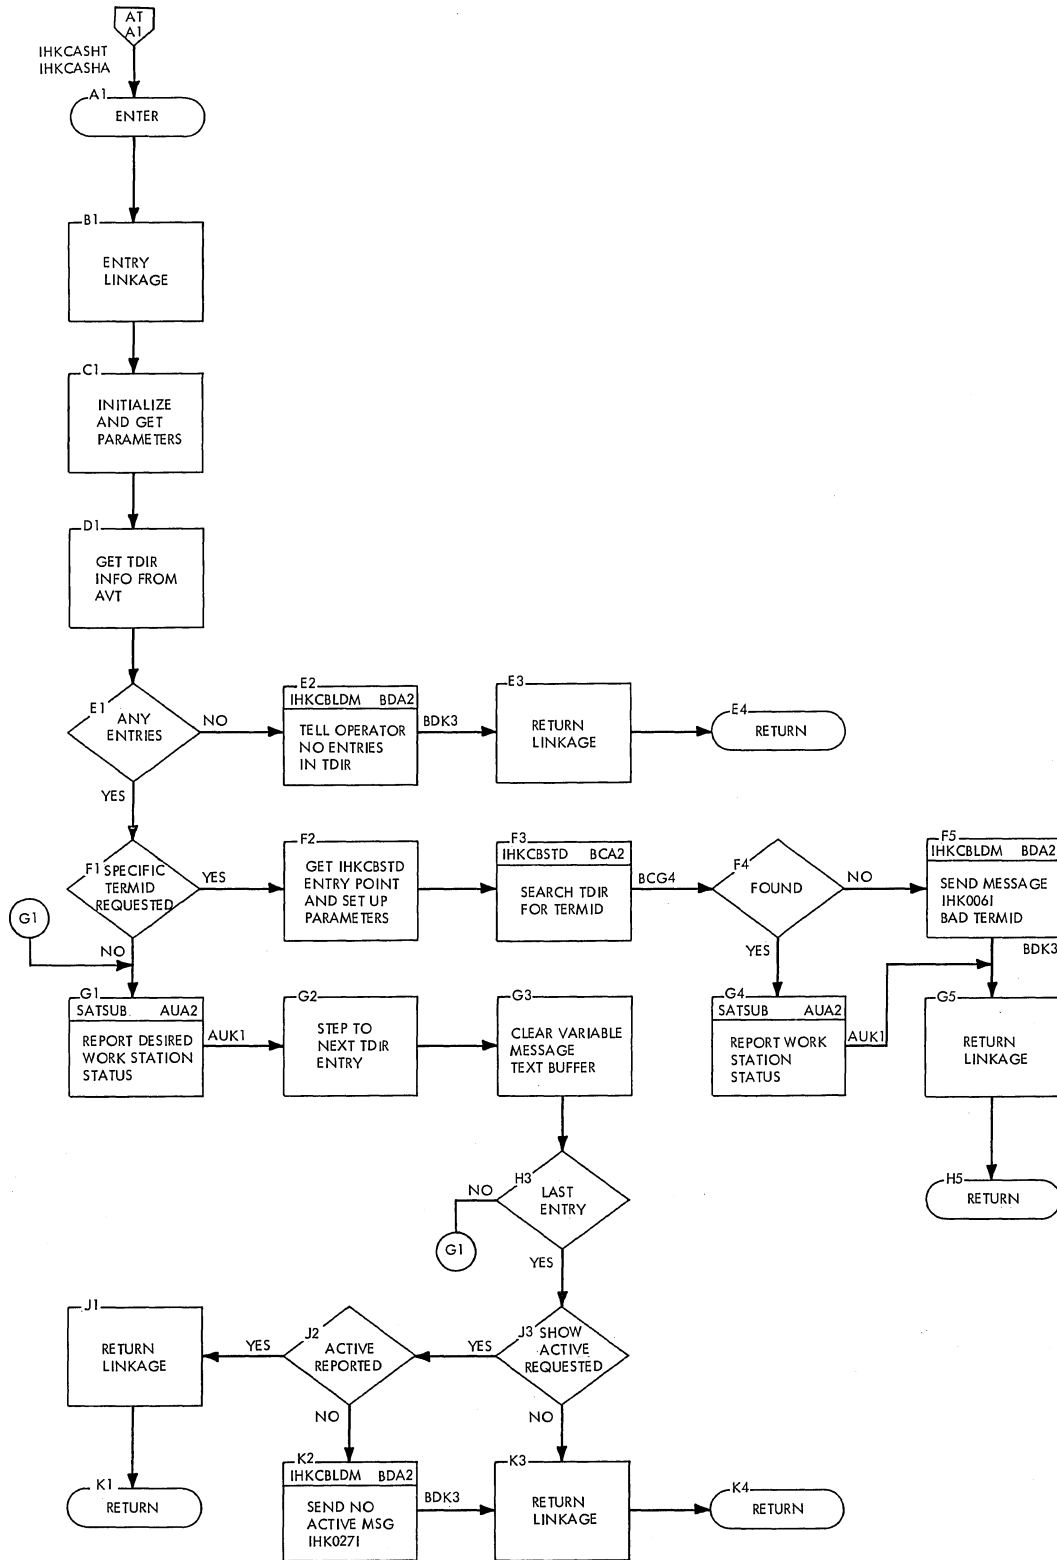 AT
A1
IHKCASHT
IHKCASHA
A1
ENTER
B1
ENTRY
LINKAGE
C1
INITIALIZE
AND GET
PARAMETERS
D1
GET TDIR
INFO FROM
AVT
E1
ANY
ENTRIES
NO
YES
E2
IHKCBLDM BDA2
TELL OPERATOR
NO ENTRIES
IN TDIR
BDK3
E3
RETURN
LINKAGE
E4
RETURN
F1
SPECIFIC
TERMID
REQUESTED
YES
NO
F2
GET IHKCBSTD
ENTRY POINT
AND SET UP
PARAMETERS
F3
IHKCBSTD BCA2
SEARCH TDIR
FOR TERMID
BCG4
F4
FOUND
NO
YES
F5
IHKCBLDM BDA2
SEND MESSAGE
IHK006I
BAD TERMID
BDK3
G1
G1
SATSUB AUA2
REPORT DESIRED
WORK STATION
STATUS
AUK1
G2
STEP TO
NEXT TDIR
ENTRY
G3
CLEAR VARIABLE
MESSAGE
TEXT BUFFER
G4
SATSUB AUA2
REPORT WORK
STATION
STATUS
AUK1
G5
RETURN
LINKAGE
H3
LAST
ENTRY
NO
G1
YES
H5
RETURN
J1
RETURN
LINKAGE
J2
ACTIVE
REPORTED
YES
NO
J3
SHOW
ACTIVE
REQUESTED
YES
NO
K1
RETURN
K2
IHKCBLDM BDA2
SEND NO
ACTIVE MSG
IHK027I
BDK3
K3
RETURN
LINKAGE
K4
RETURN